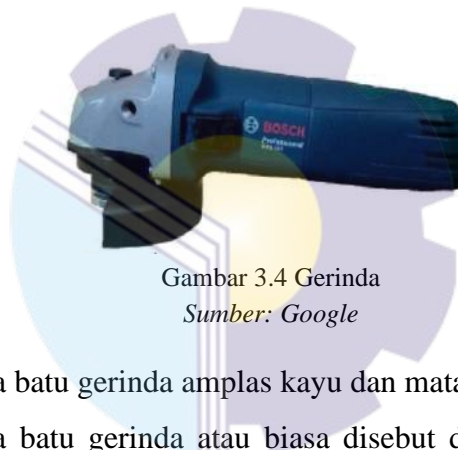 BOSCH
Professional
Gambar 3.4 Gerinda
Sumber: Google
a batu gerinda amplas kayu dan mata
a batu gerinda atau biasa disebut d